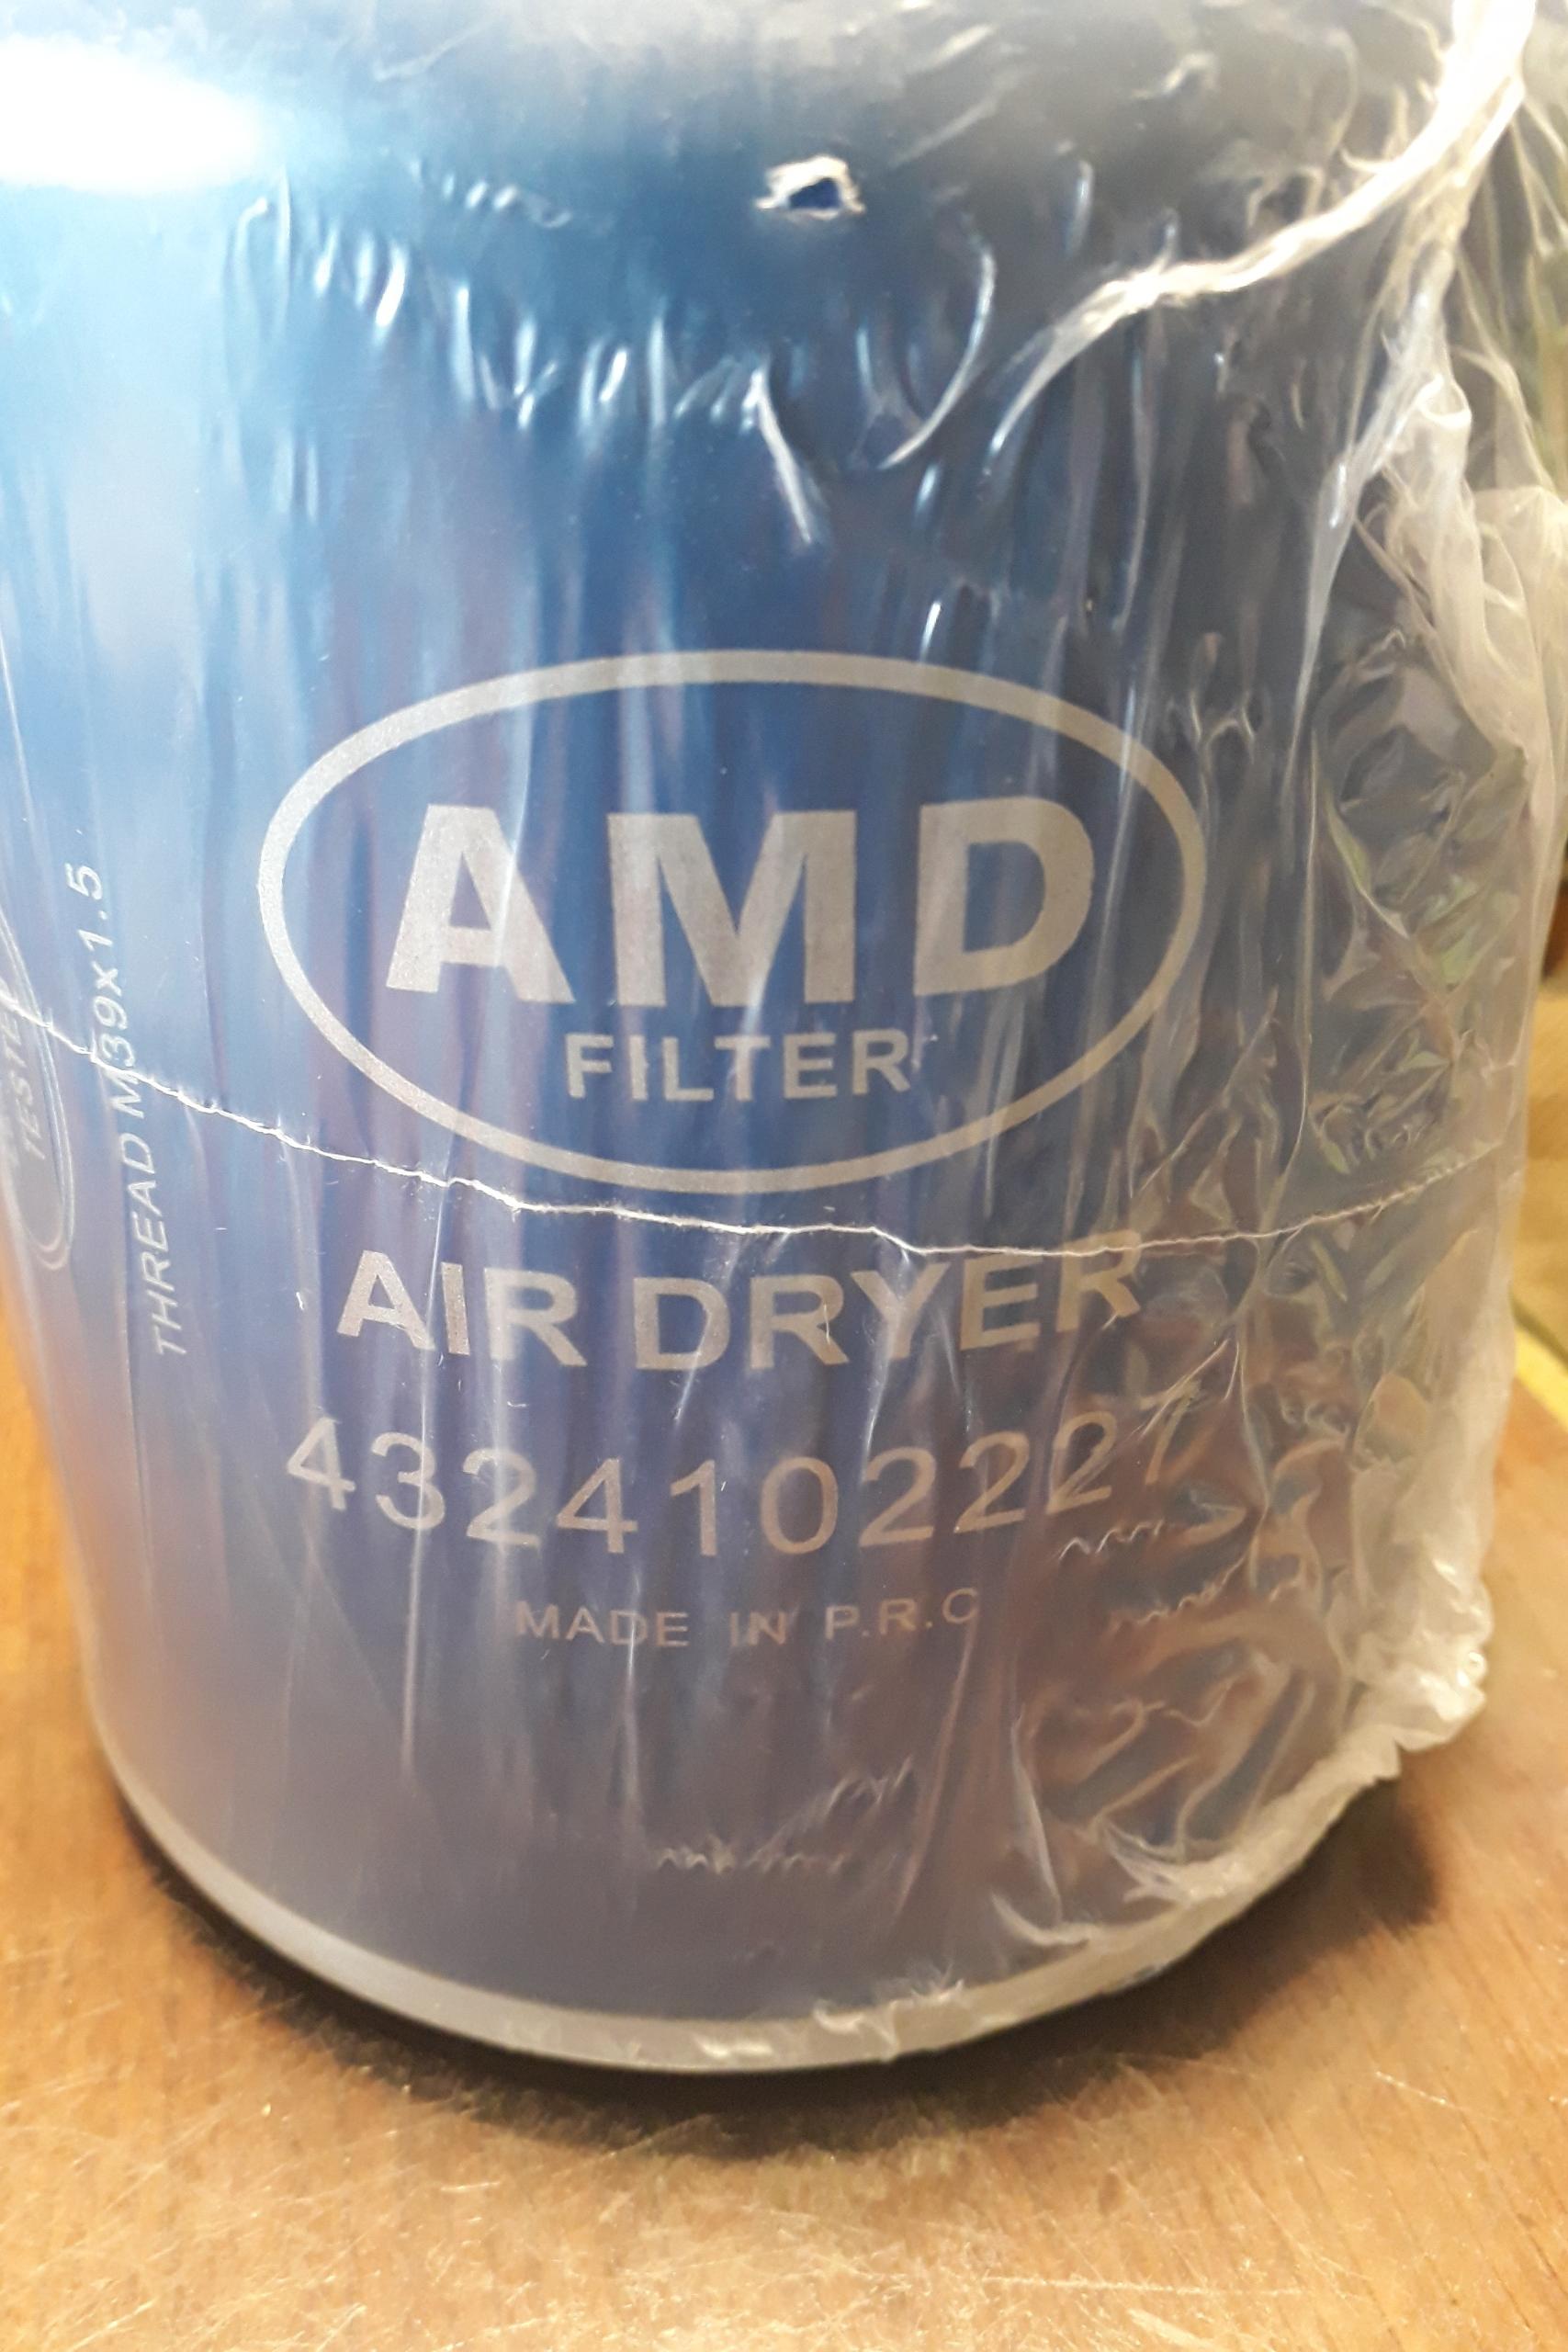 AMD
FILTER
AIR DRYER
4324102227
MADE IN P.R.C
THREAD M39x1.5